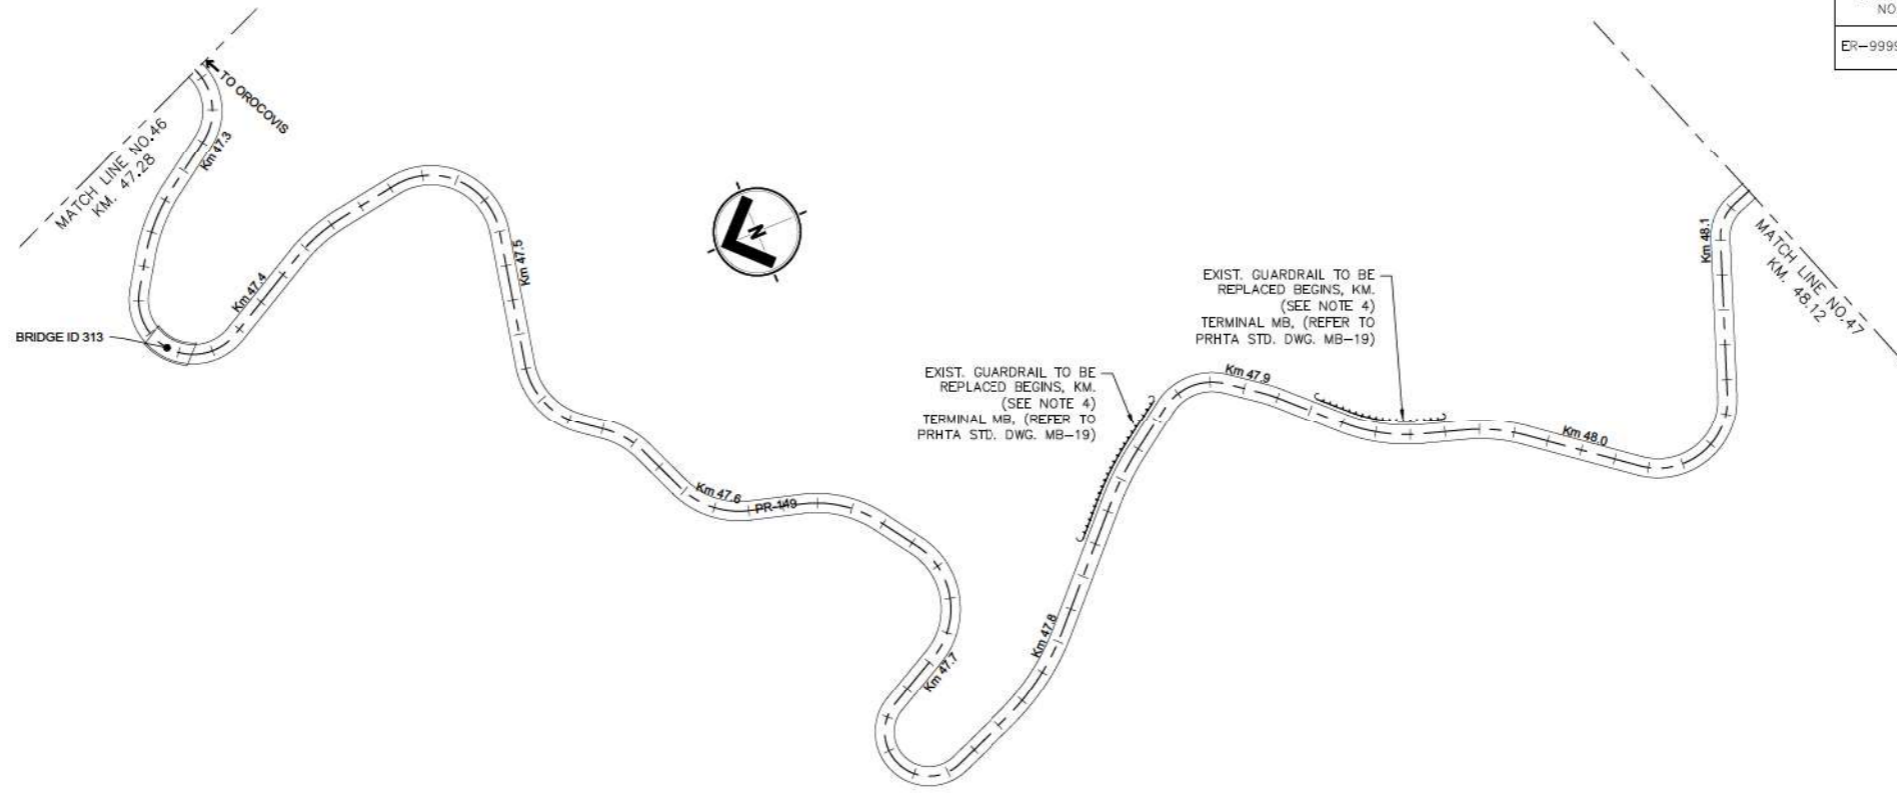 NO.
ER-9999
TO OROCOVIS
MATCH LINE NO.46
KM. 47.28
Km 47.3
Km 47.4
BRIDGE ID 313
Km 47.5
N
Km 47.6
PR-149
Km 47.7
Km 47.8
EXIST. GUARDRAIL TO BE
REPLACED BEGINS, KM.
(SEE NOTE 4)
TERMINAL MB, (REFER TO
PRHTA STD. DWG. MB-19)
EXIST. GUARDRAIL TO BE
REPLACED BEGINS, KM.
(SEE NOTE 4)
TERMINAL MB, (REFER TO
PRHTA STD. DWG. MB-19)
Km 47.9
Km 48.0
Km 48.1
MATCH LINE NO.47
KM. 48.12